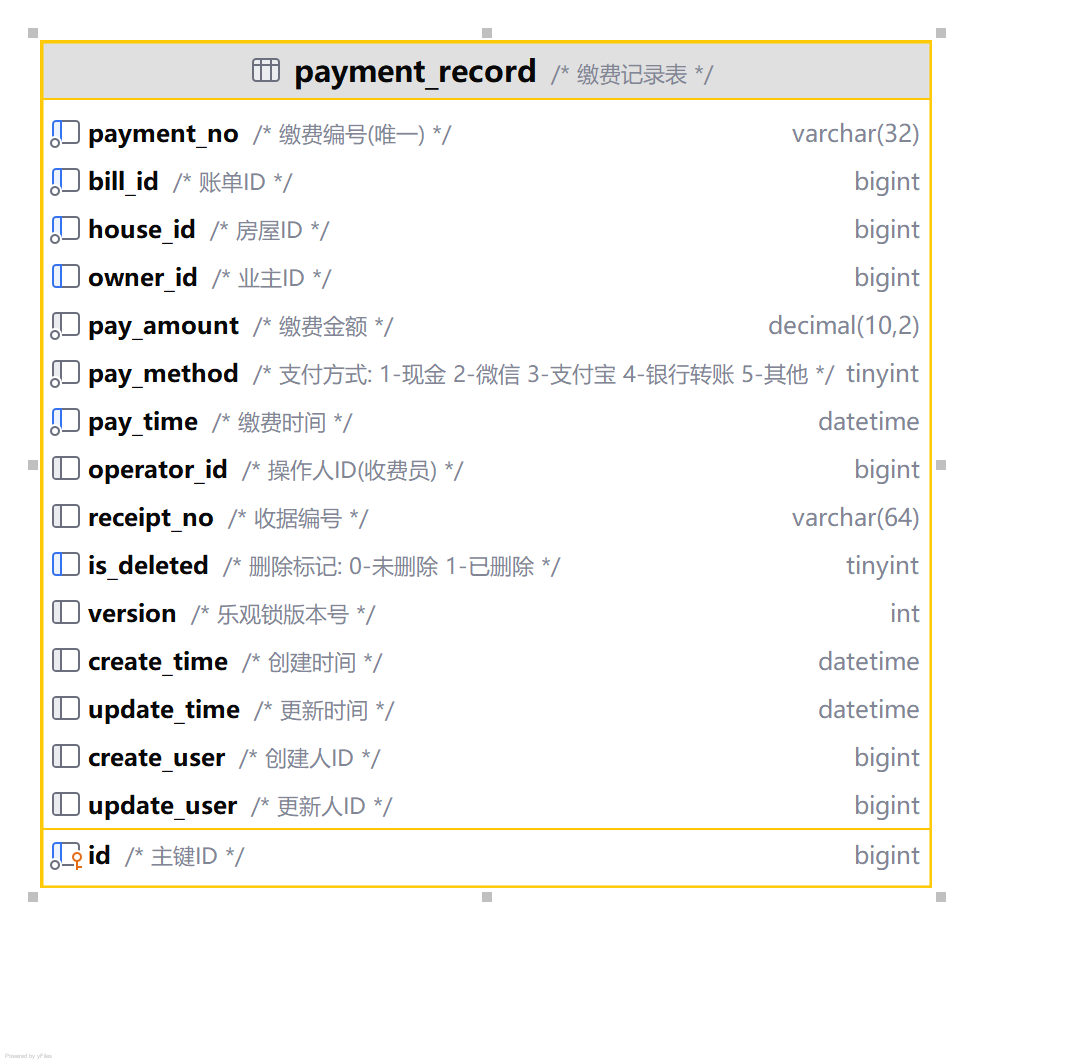 payment_record /* 缴费记录表 */
payment_no /* 缴费编号(唯一) */ varchar(32)
bill_id /* 账单ID */ bigint
house_id /* 房屋ID */ bigint
owner_id /* 业主ID */ bigint
pay_amount /* 缴费金额 */ decimal(10,2)
pay_method /* 支付方式: 1-现金 2-微信 3-支付宝 4-银行转账 5-其他 */ tinyint
pay_time /* 缴费时间 */ datetime
operator_id /* 操作人ID(收费员) */ bigint
receipt_no /* 收据编号 */ varchar(64)
is_deleted /* 删除标记: 0-未删除 1-已删除 */ tinyint
version /* 乐观锁版本号 */ int
create_time /* 创建时间 */ datetime
update_time /* 更新时间 */ datetime
create_user /* 创建人ID */ bigint
update_user /* 更新人ID */ bigint
id /* 主键ID */ bigint
Powered by yFiles